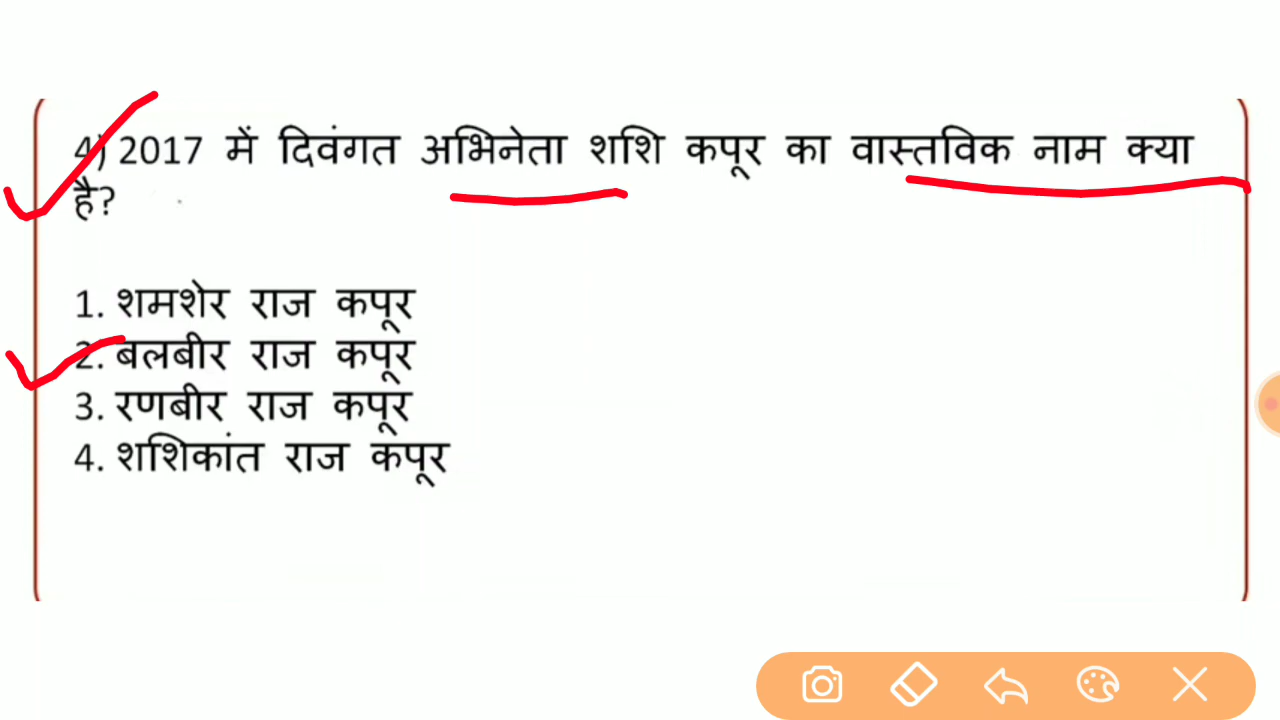 4) 2017 में दिवंगत अभिनेता शशि कपूर का वास्तविक नाम क्या
है?
1. शमशेर राज कपूर
2. बलबीर राज कपूर
3. रणबीर राज कपूर
4. शशिकांत राज कपूर